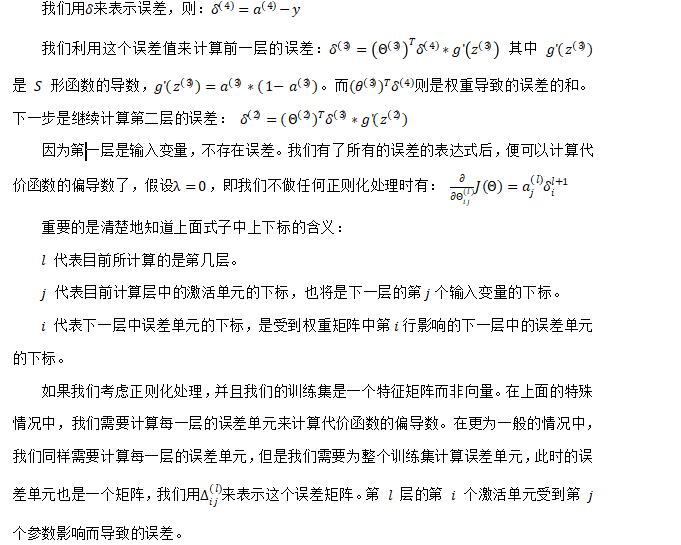 我们用δ来表示误差，则：δ⁽⁴⁾ = a⁽⁴⁾ − y
我们利用这个误差值来计算前一层的误差：δ⁽³⁾ = (Θ⁽³⁾)ᵀδ⁽⁴⁾ ∗ g'(z⁽³⁾) 其中 g'(z⁽³⁾)
是 S 形函数的导数，g'(z⁽³⁾) = a⁽³⁾ ∗ (1− a⁽³⁾)。而(θ⁽³⁾)ᵀδ⁽⁴⁾则是权重导致的误差的和。
下一步是继续计算第二层的误差： δ⁽²⁾ = (Θ⁽²⁾)ᵀδ⁽³⁾ ∗ g'(z⁽²⁾)
因为第一层是输入变量，不存在误差。我们有了所有的误差的表达式后，便可以计算代
价函数的偏导数了，假设λ = 0，即我们不做任何正则化处理时有： ∂/∂Θ_{ij}^{(l)} J(Θ) = a_j^{(l)} δ_i^{l+1}
重要的是清楚地知道上面式子中上下标的含义：
l 代表目前所计算的是第几层。
j 代表目前计算层中的激活单元的下标，也将是下一层的第 j 个输入变量的下标。
i 代表下一层中误差单元的下标，是受到权重矩阵中第 i 行影响的下一层中的误差单元
的下标。
如果我们考虑正则化处理，并且我们的训练集是一个特征矩阵而非向量。在上面的特殊
情况中，我们需要计算每一层的误差单元来计算代价函数的偏导数。在更为一般的情况中，
我们同样需要计算每一层的误差单元，但是我们需要为整个训练集计算误差单元，此时的误
差单元也是一个矩阵，我们用Δ_{ij}^{(l)}来表示这个误差矩阵。第 l 层的第 i 个激活单元受到第 j
个参数影响而导致的误差。